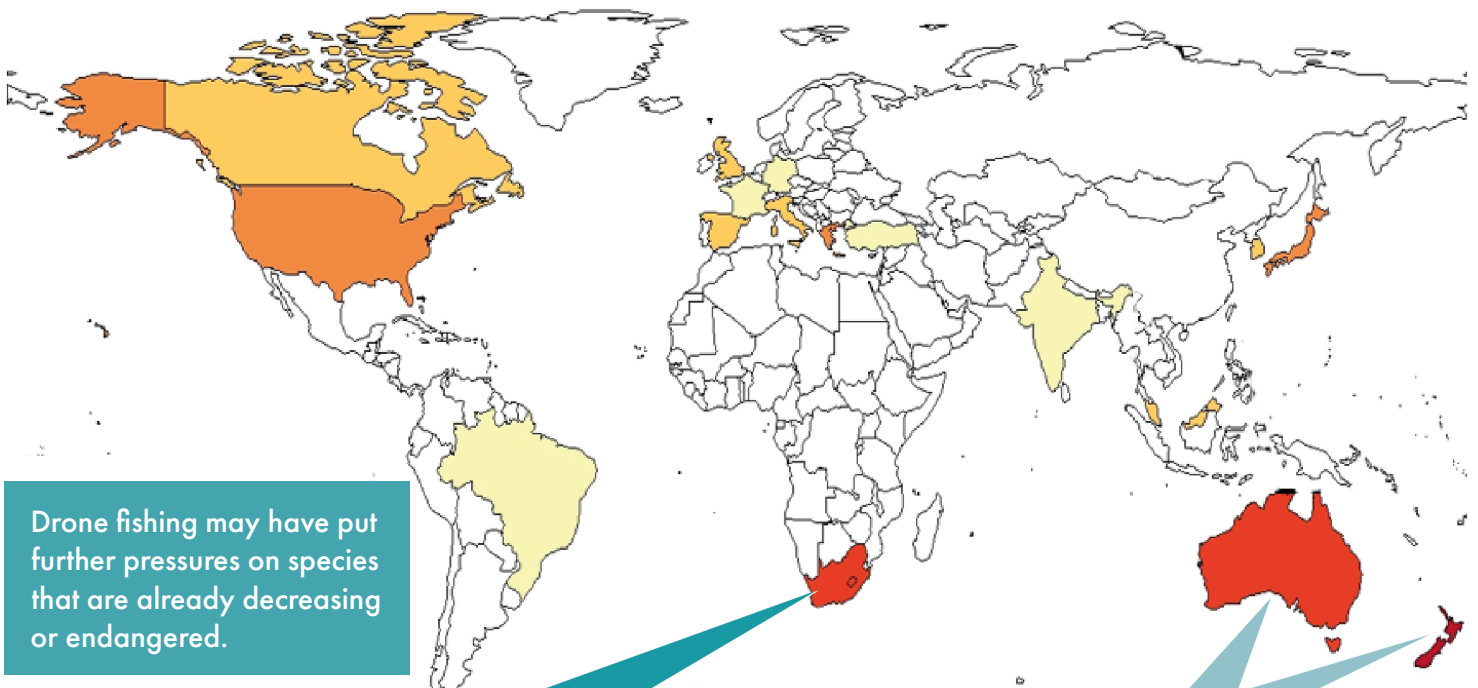 Drone fishing may have put
further pressures on species
that are already decreasing
or endangered.